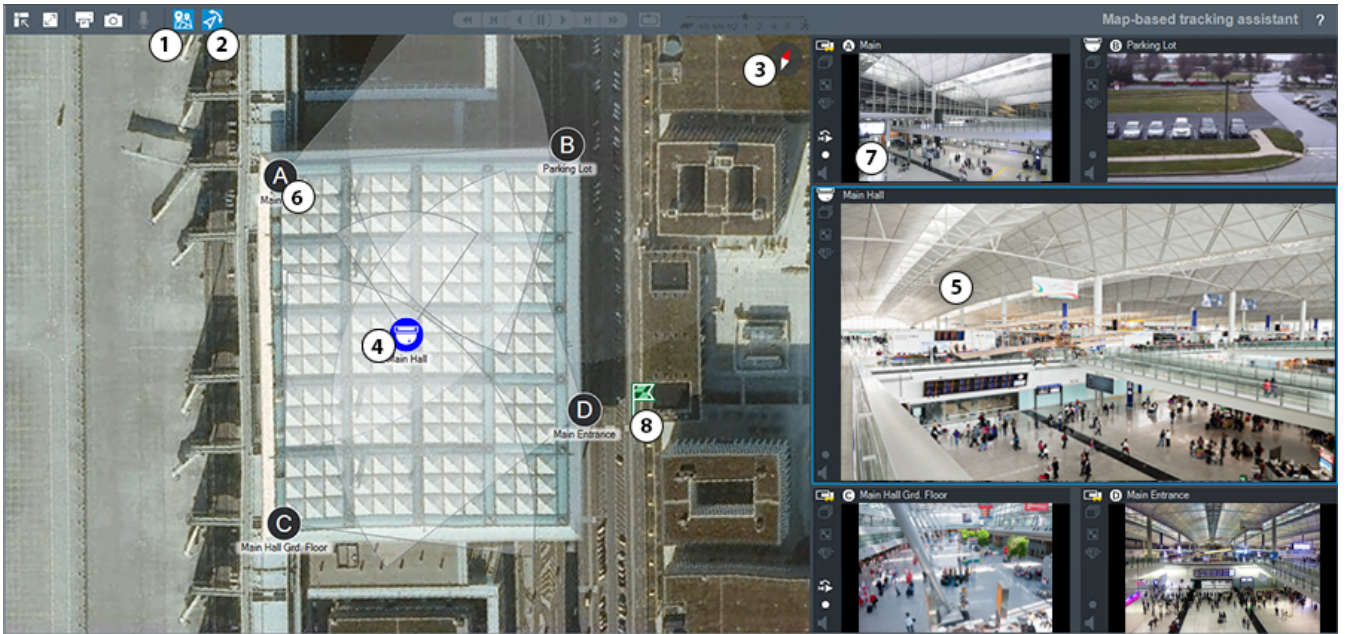 Map-based tracking assistant ?
1
2
3
A Main
B Parking Lot
7
B
Parking Lot
A
6
Main
Main Hall
5
4
Main Hall
8
D
Main Entrance
C
Main Hall Grd. Floor
C Main Hall Grd. Floor
D Main Entrance